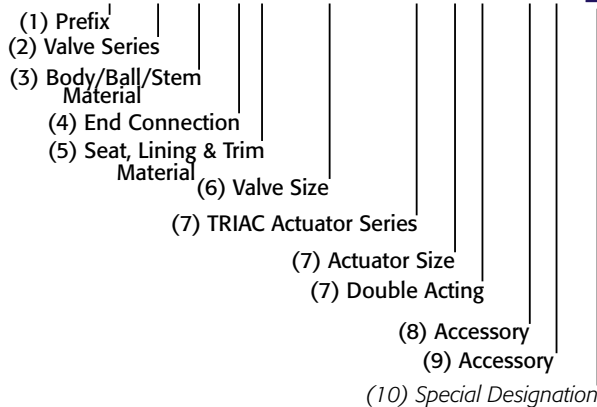 (1) Prefix
(2) Valve Series
(3) Body/Ball/Stem
Material
(4) End Connection
(5) Seat, Lining & Trim
Material
(6) Valve Size
(7) TRIAC Actuator Series
(7) Actuator Size
(7) Double Acting
(8) Accessory
(9) Accessory
(10) Special Designation